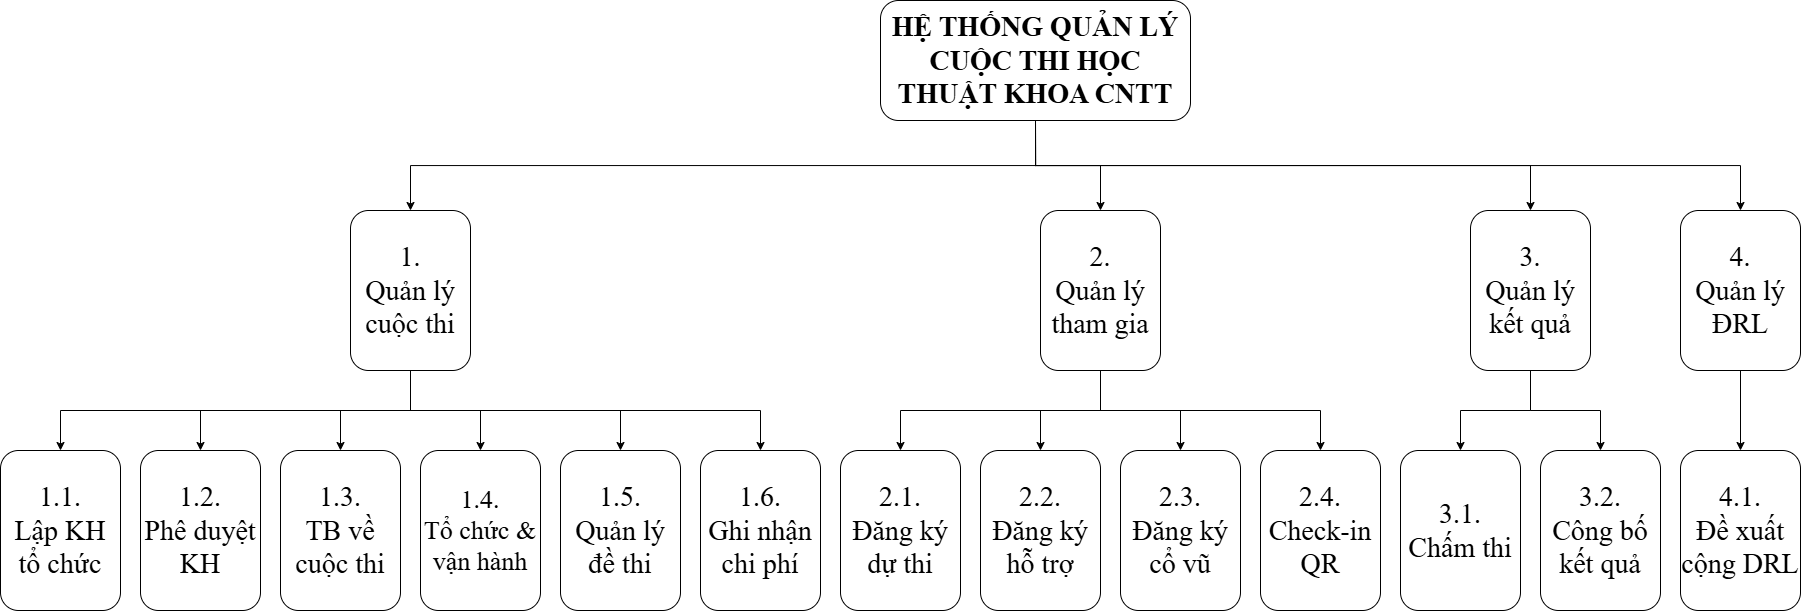 HỆ THỐNG QUẢN LÝ
CUỘC THI HỌC
THUẬT KHOA CNTT
1.
Quản lý
cuộc thi
2.
Quản lý
tham gia
3.
Quản lý
kết quả
4.
Quản lý
ĐRL
1.1.
Lập KH
tổ chức
1.2.
Phê duyệt
KH
1.3.
TB về
cuộc thi
1.4.
Tổ chức &
vận hành
1.5.
Quản lý
đề thi
1.6.
Ghi nhận
chi phí
2.1.
Đăng ký
dự thi
2.2.
Đăng ký
hỗ trợ
2.3.
Đăng ký
cổ vũ
2.4.
Check-in
QR
3.1.
Chấm thi
3.2.
Công bố
kết quả
4.1.
Đề xuất
cộng DRL